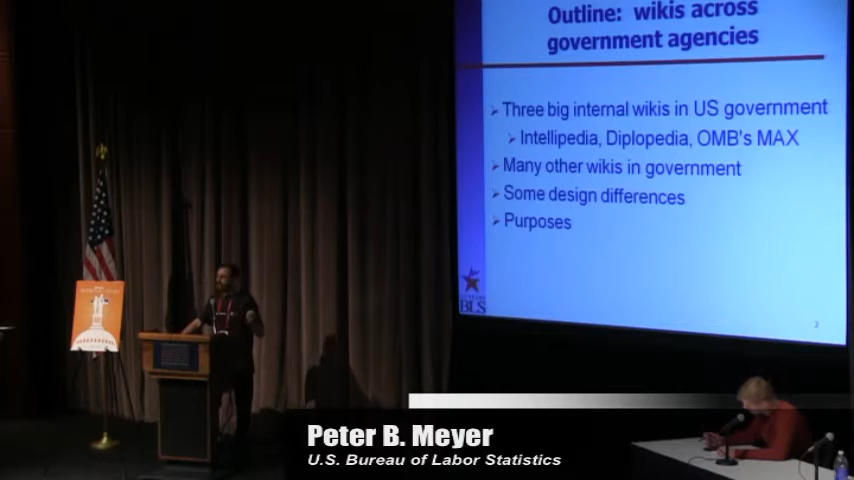 Outline: wikis across
government agencies
Three big internal wikis in US government
Intellipedia, Diplopedia, OMB's MAX
Many other wikis in government
Some design differences
Purposes
BLS
2
Peter B. Meyer
U.S. Bureau of Labor Statistics